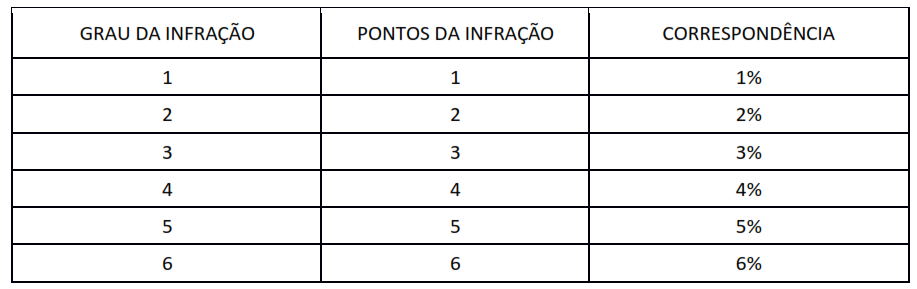 GRAU DA INFRAÇÃO PONTOS DA INFRAÇÃO CORRESPONDÊNCIA
1 1 1%
2 2 2%
3 3 3%
4 4 4%
5 5 5%
6 6 6%